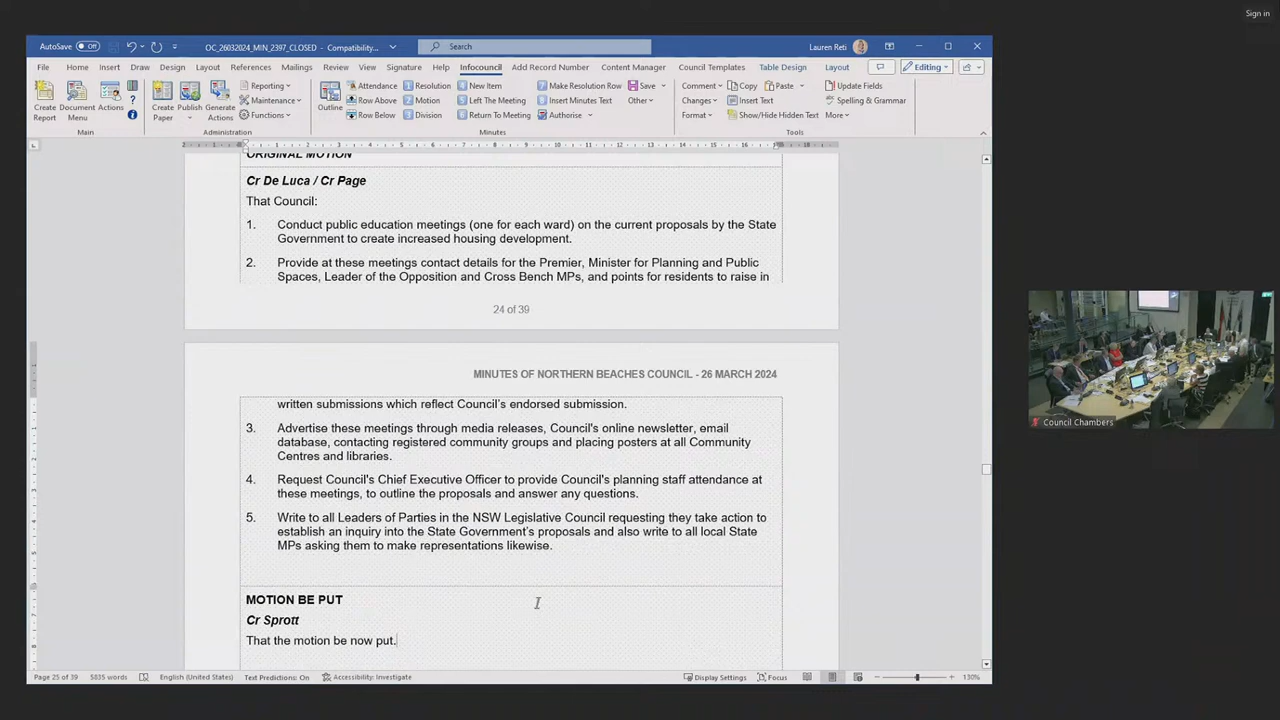 Sign in
AutoSave Off
OC_26032024_MIN_2397_CLOSED - Compatibility...
Search
Lauren Reti
File Home Insert Draw Design Layout References Mailings Review View Signature Help Infocouncil Add Record Number Content Manager Council Templates Table Design Layout
Editing
Create Report
Document Menu
Actions
Main
Create Paper
Publish
Generate Actions
Reporting
Maintenance
Functions
Administration
Outline
Attendance
Row Above
Row Below
Resolution
Motion
Division
New Item
Left The Meeting
Return To Meeting
Make Resolution Row
Insert Minutes Text
Authorise
Save
Other
Minutes
Comment
Changes
Format
Copy
Paste
Insert Text
Show/Hide Hidden Text
Update Fields
Spelling & Grammar
More
Tools
ORIGINAL MOTION
Cr De Luca / Cr Page
That Council:
1. Conduct public education meetings (one for each ward) on the current proposals by the State
Government to create increased housing development.
2. Provide at these meetings contact details for the Premier, Minister for Planning and Public
Spaces, Leader of the Opposition and Cross Bench MPs, and points for residents to raise in
24 of 39
MINUTES OF NORTHERN BEACHES COUNCIL - 26 MARCH 2024
written submissions which reflect Council's endorsed submission.
3. Advertise these meetings through media releases, Council's online newsletter, email
database, contacting registered community groups and placing posters at all Community
Centres and libraries.
4. Request Council's Chief Executive Officer to provide Council's planning staff attendance at
these meetings, to outline the proposals and answer any questions.
5. Write to all Leaders of Parties in the NSW Legislative Council requesting they take action to
establish an inquiry into the State Government's proposals and also write to all local State
MPs asking them to make representations likewise.
MOTION BE PUT
Cr Sprott
That the motion be now put.
Council Chambers
Page 25 of 39 5835 words English (United States) Text Predictions: On Accessibility: Investigate Display Settings Focus 130%